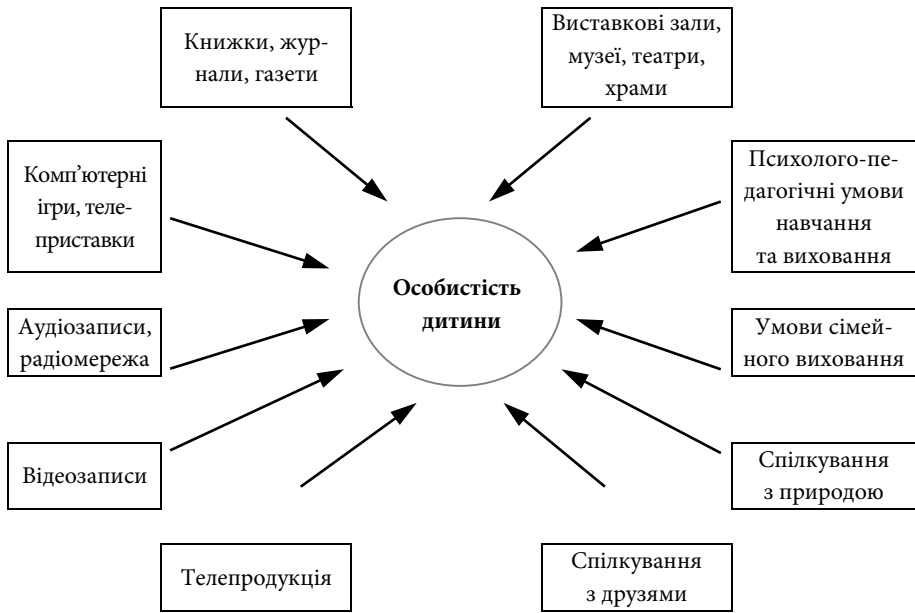 Книжки, жур-
нали, газети
Виставкові зали,
музеї, театри,
храми
Комп’ютерні
ігри, теле-
приставки
Психолого-пе-
дагогічні умови
навчання
та виховання
Особистість
дитини
Аудіозаписи,
радіомережа
Умови сімей-
ного виховання
Відеозаписи
Спілкування
з природою
Телепродукція
Спілкування
з друзями